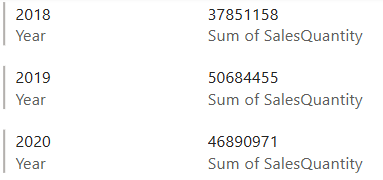 2018 37851158
Year Sum of SalesQuantity
2019 50684455
Year Sum of SalesQuantity
2020 46890971
Year Sum of SalesQuantity